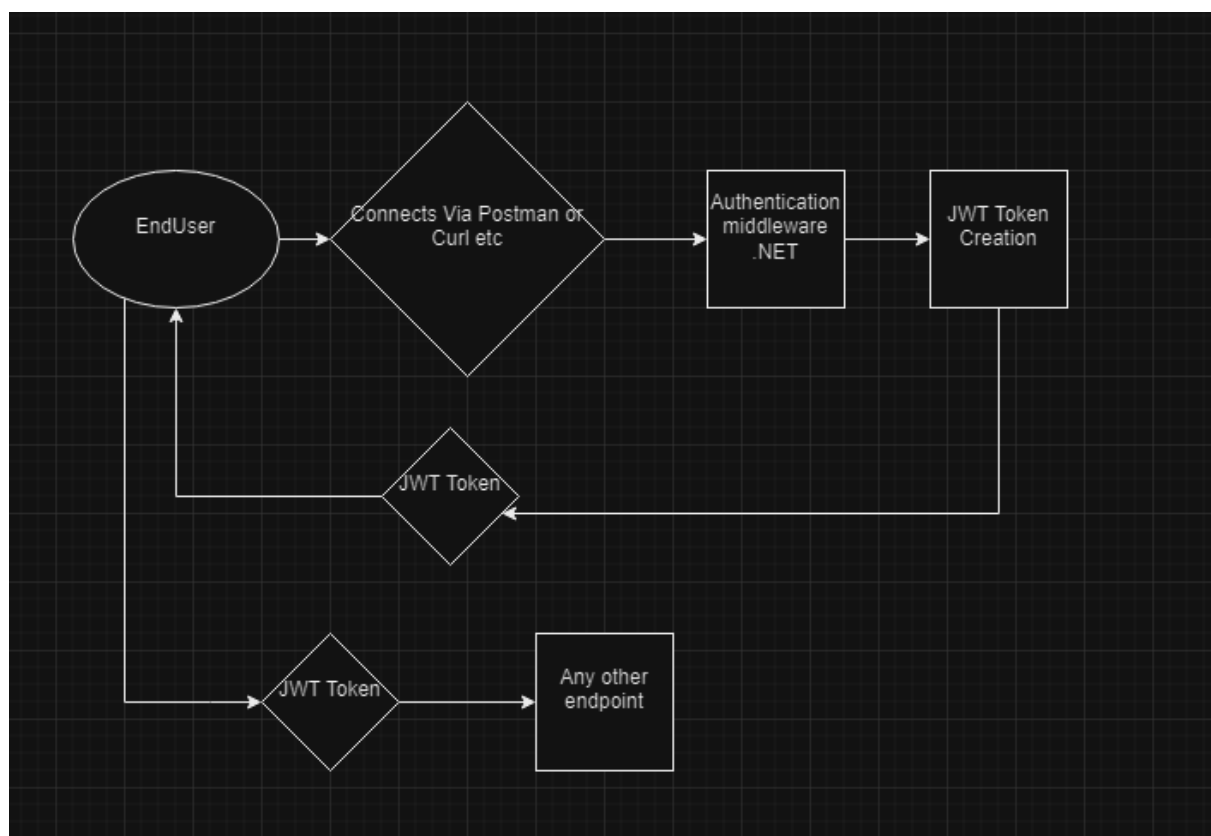 EndUser
Connects Via Postman or
Curl etc
Authentication
middleware
.NET
JWT Token
Creation
JWT Token
JWT Token
Any other
endpoint